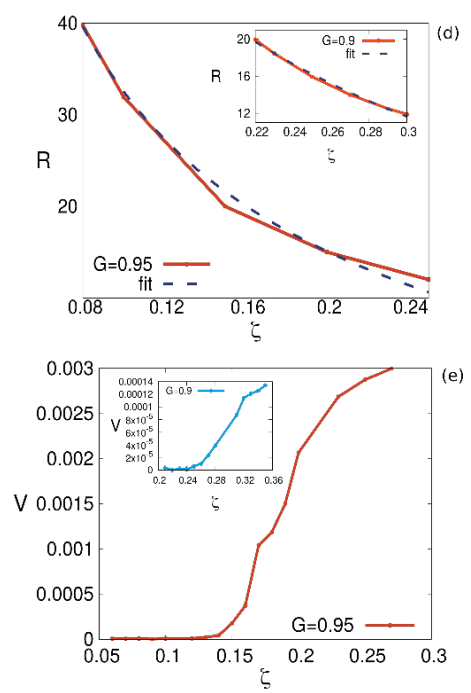 (d)
40
20
R
G=0.95
fit
0.08
0.12
0.16
0.2
0.24
ζ
20
18
16
14
12
R
G=0.9
fit
0.22
0.24
0.26
0.28
0.3
ζ
(e)
0.003
0.0025
0.002
0.0015
0.001
0.0005
0
V
G=0.95
0.05
0.1
0.15
0.2
0.25
0.3
ζ
0.00014
0.0001
8x10-5
6x10-5
4x10-5
2x10-5
0
V
G=0.9
0.2
0.24
0.28
0.32
0.36
ζ